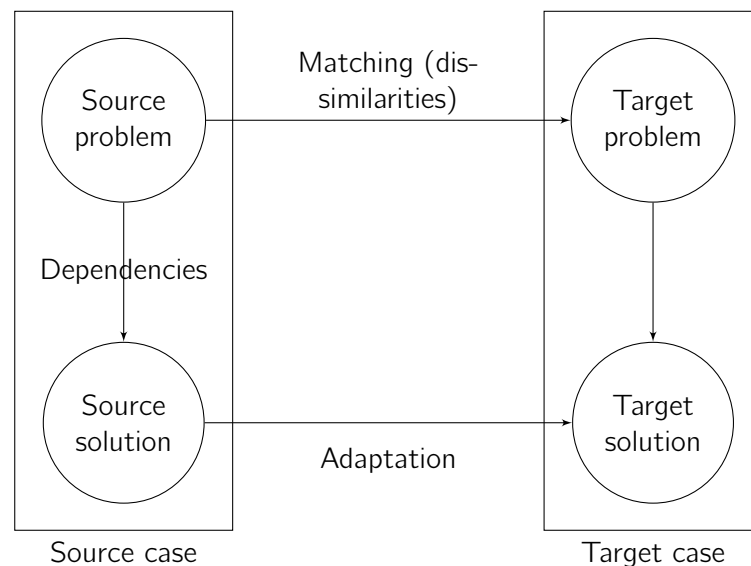 Matching (dis-
similarities)
Source
problem
Target
problem
Dependencies
Source
solution
Target
solution
Adaptation
Source case
Target case